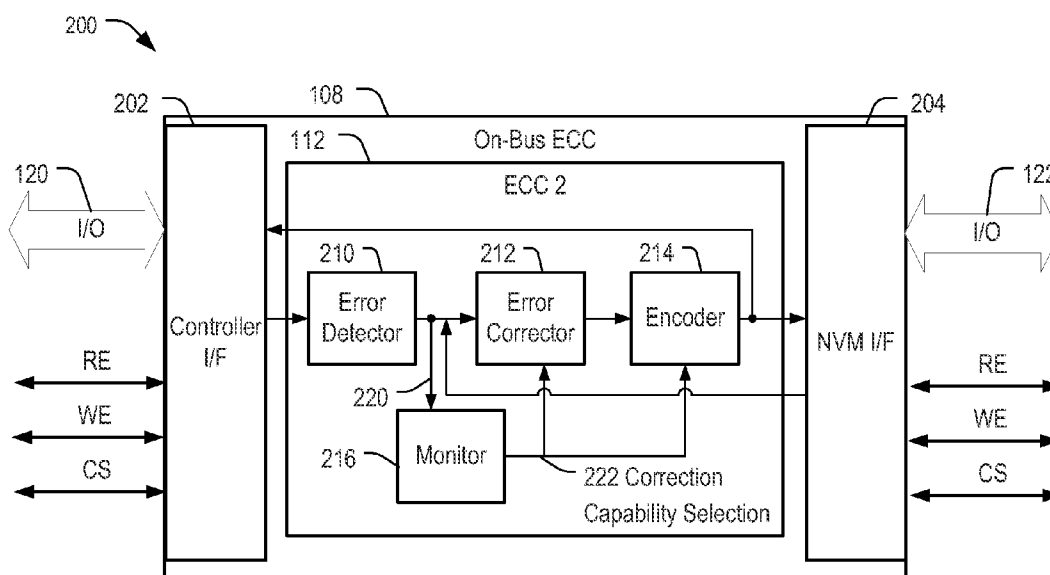 200
202
108
204
On-Bus ECC
112
120
ECC 2
122
I/O
I/O
210
212
214
Error
Detector
Error
Corrector
Encoder
Controller
I/F
NVM I/F
RE
RE
220
WE
WE
216
Monitor
222 Correction
Capability Selection
CS
CS